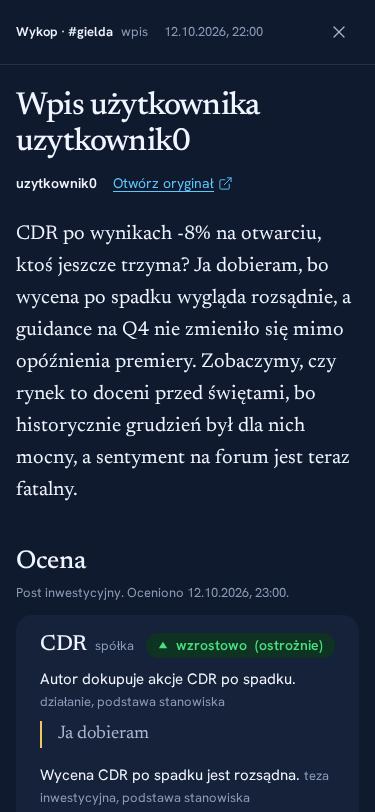 Wykop · #gielda wpis 12.10.2026, 22:00
Wpis użytkownika
uzytkownik0
uzytkownik0 Otwórz oryginał
CDR po wynikach -8% na otwarciu,
ktoś jeszcze trzyma? Ja dobieram, bo
wycena po spadku wygląda rozsądnie, a
guidance na Q4 nie zmieniło się mimo
opóźnienia premiery. Zobaczymy, czy
rynek to doceni przed świętami, bo
historycznie grudzień był dla nich
mocny, a sentyment na forum jest teraz
fatalny.
Ocena
Post inwestycyjny. Oceniono 12.10.2026, 23:00.
CDR spółka ▲ wzrostowo (ostrożnie)
Autor dokupuje akcje CDR po spadku.
działanie, podstawa stanowiska
Ja dobieram
Wycena CDR po spadku jest rozsądna. teza
inwestycyjna, podstawa stanowiska